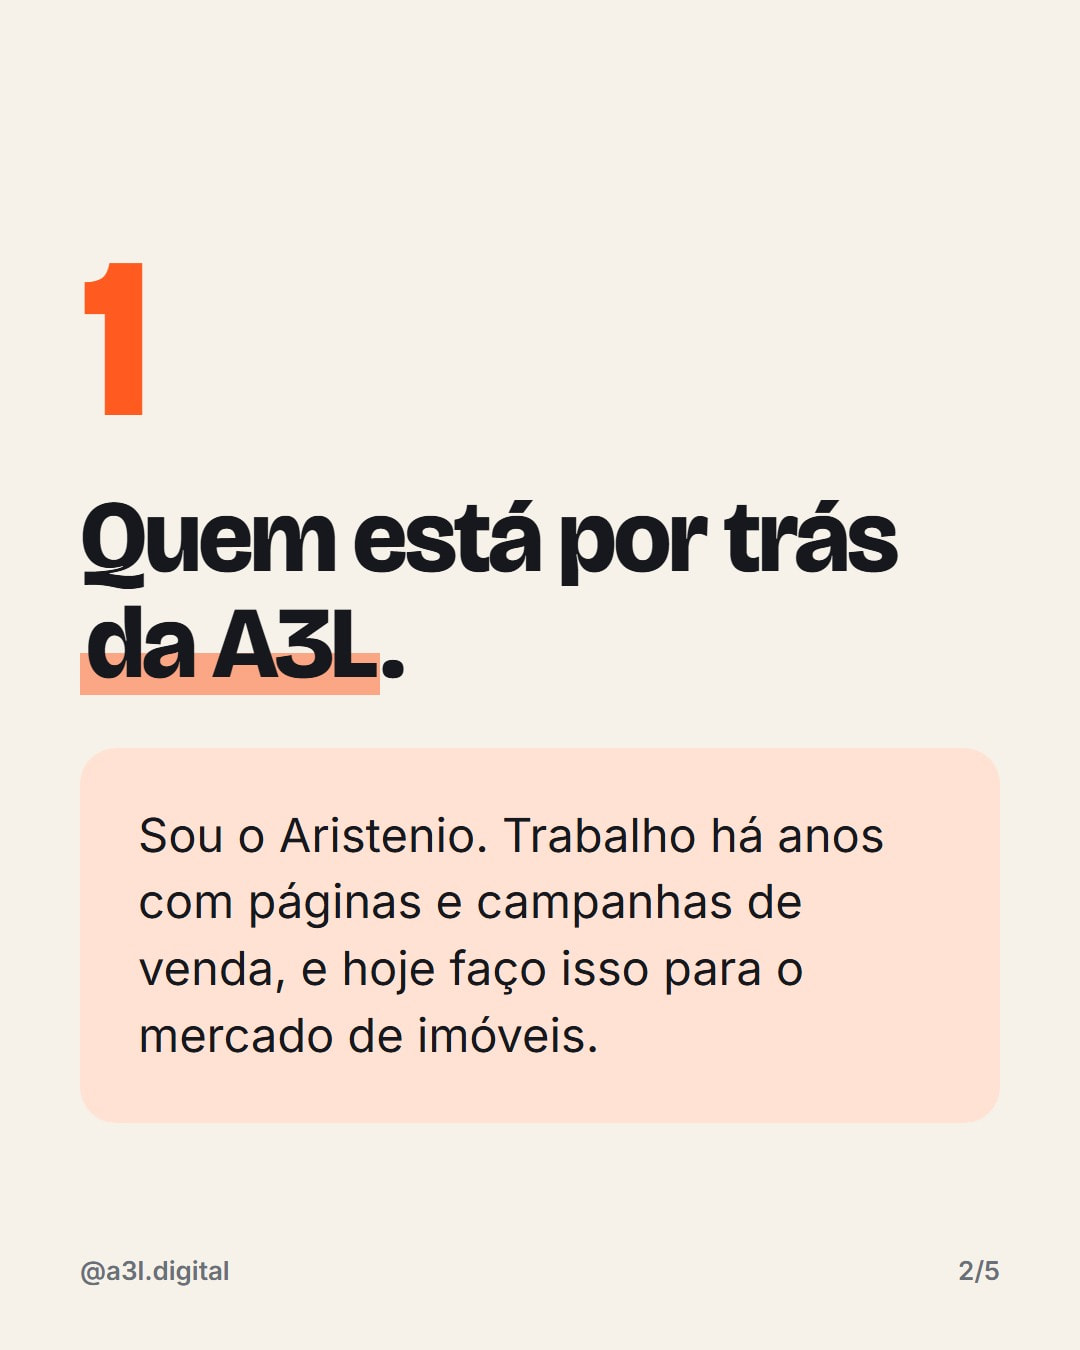 1
Quem está por trás
da A3L.
Sou o Aristenio. Trabalho há anos
com páginas e campanhas de
venda, e hoje faço isso para o
mercado de imóveis.
@a3l.digital
2/5